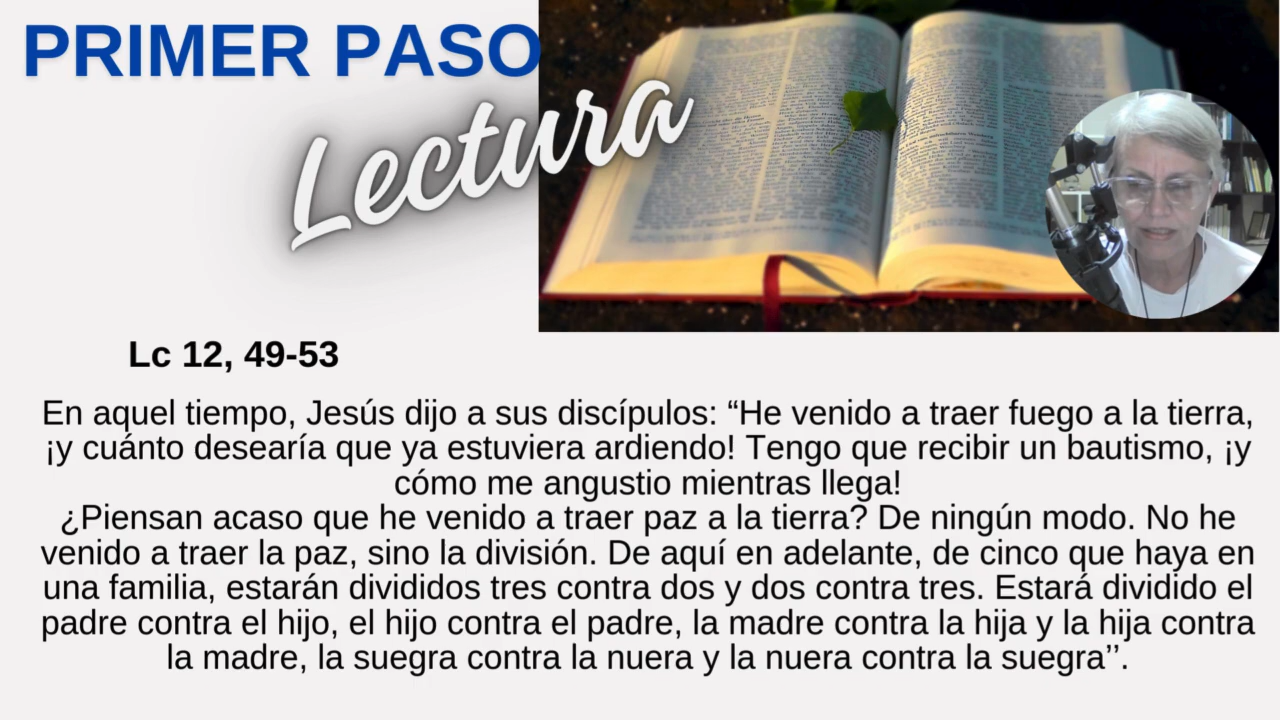 PRIMER PASO
Lectura
Lc 12, 49-53
En aquel tiempo, Jesús dijo a sus discípulos: “He venido a traer fuego a la tierra,
¡y cuánto desearía que ya estuviera ardiendo! Tengo que recibir un bautismo, ¡y
cómo me angustio mientras llega!
¿Piensan acaso que he venido a traer paz a la tierra? De ningún modo. No he
venido a traer la paz, sino la división. De aquí en adelante, de cinco que haya en
una familia, estarán divididos tres contra dos y dos contra tres. Estará dividido el
padre contra el hijo, el hijo contra el padre, la madre contra la hija y la hija contra
la madre, la suegra contra la nuera y la nuera contra la suegra’’.